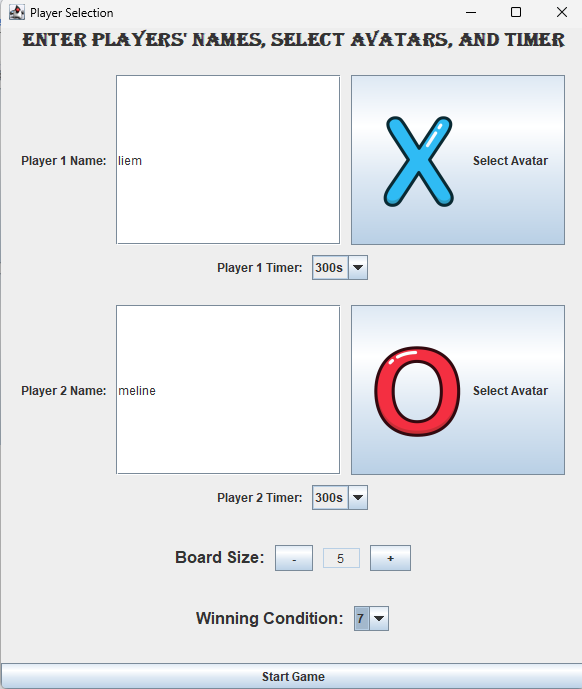 Player Selection
ENTER PLAYERS' NAMES, SELECT AVATARS, AND TIMER
Player 1 Name: liem X Select Avatar
Player 1 Timer: 300s
Player 2 Name: meline O Select Avatar
Player 2 Timer: 300s
Board Size: - 5 +
Winning Condition: 7
Start Game